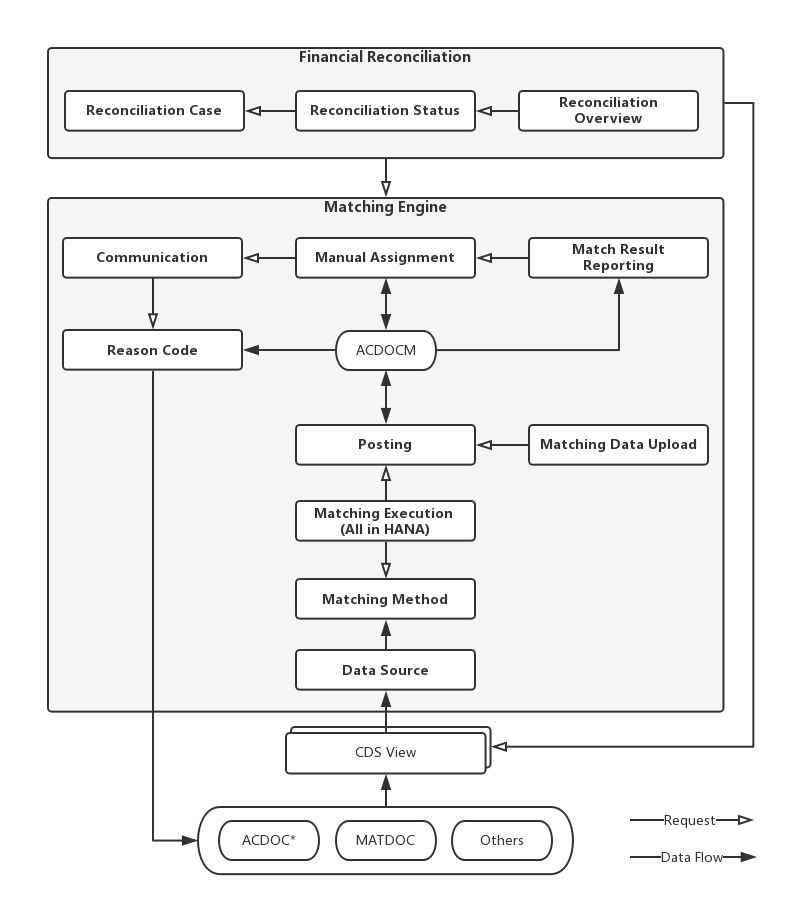 Financial Reconciliation
Reconciliation Case
Reconciliation Status
Reconciliation
Overview
Matching Engine
Communication
Manual Assignment
Match Result
Reporting
Reason Code
ACDOCM
Posting
Matching Data Upload
Matching Execution
(All in HANA)
Matching Method
Data Source
CDS View
ACDOC*
MATDOC
Others
Request
Data Flow